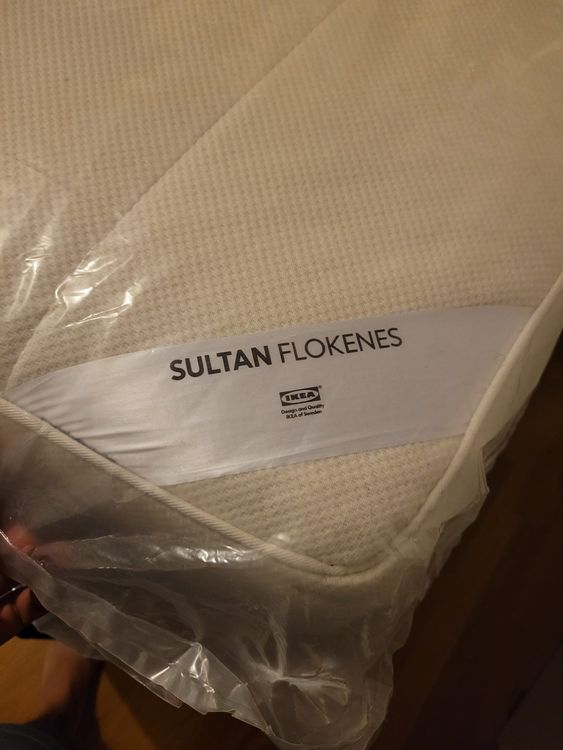 SULTAN FLOKENES
IKEA®
Design and Quality
IKEA of Sweden